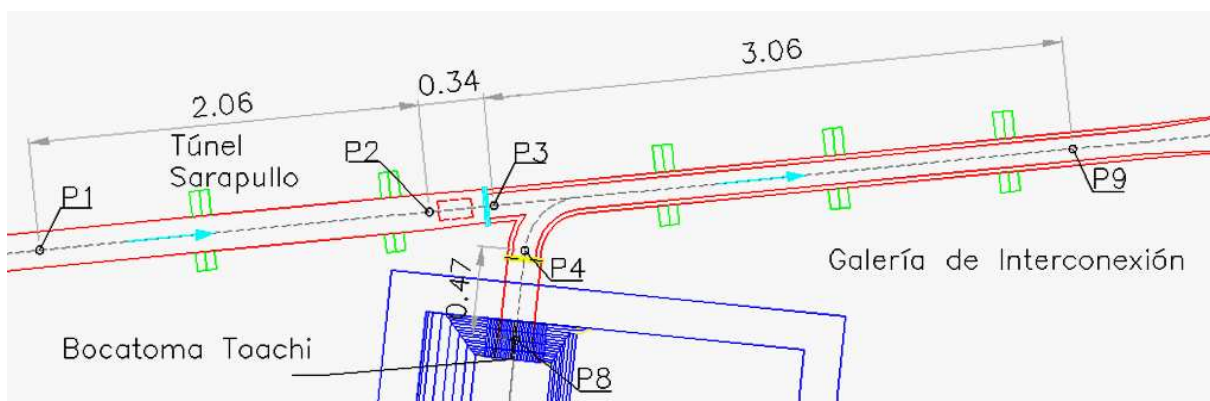 3.06
0.34
2.06
Túnel
Sarapullo
P2
P3
P1
P9
P4
0.47
Galería de Interconexión
Bocatoma Toachi
P8